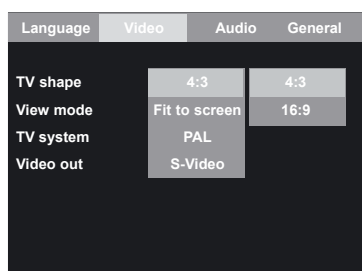 Language Video Audio General
TV shape 4:3 4:3
View mode Fit to screen 16:9
TV system PAL
Video out S-Video